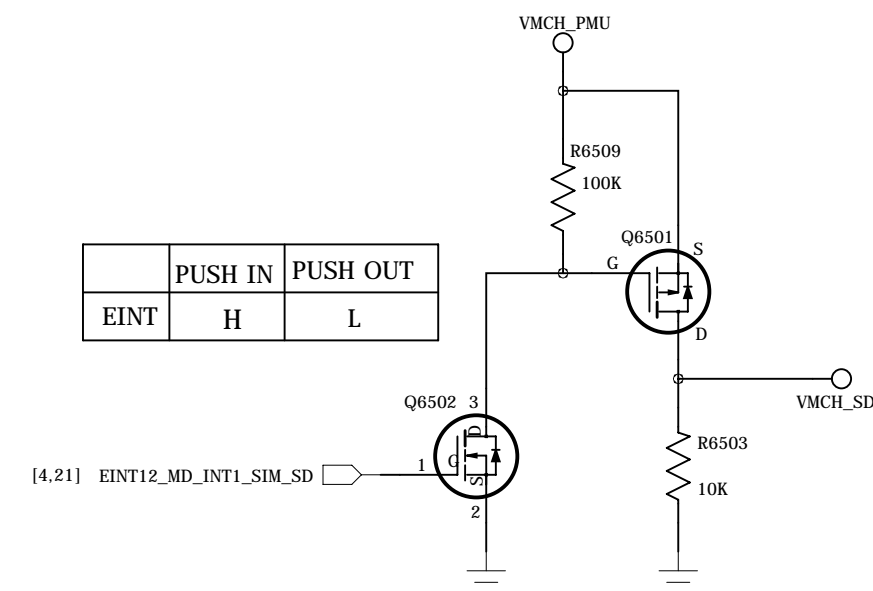 VMCH_PMU
R6509
100K
Q6501
S
G
D
PUSH IN PUSH OUT
EINT H L
VMCH_SD
Q6502 3
D
G
S
1
2
[4,21] EINT12_MD_INT1_SIM_SD
R6503
10K